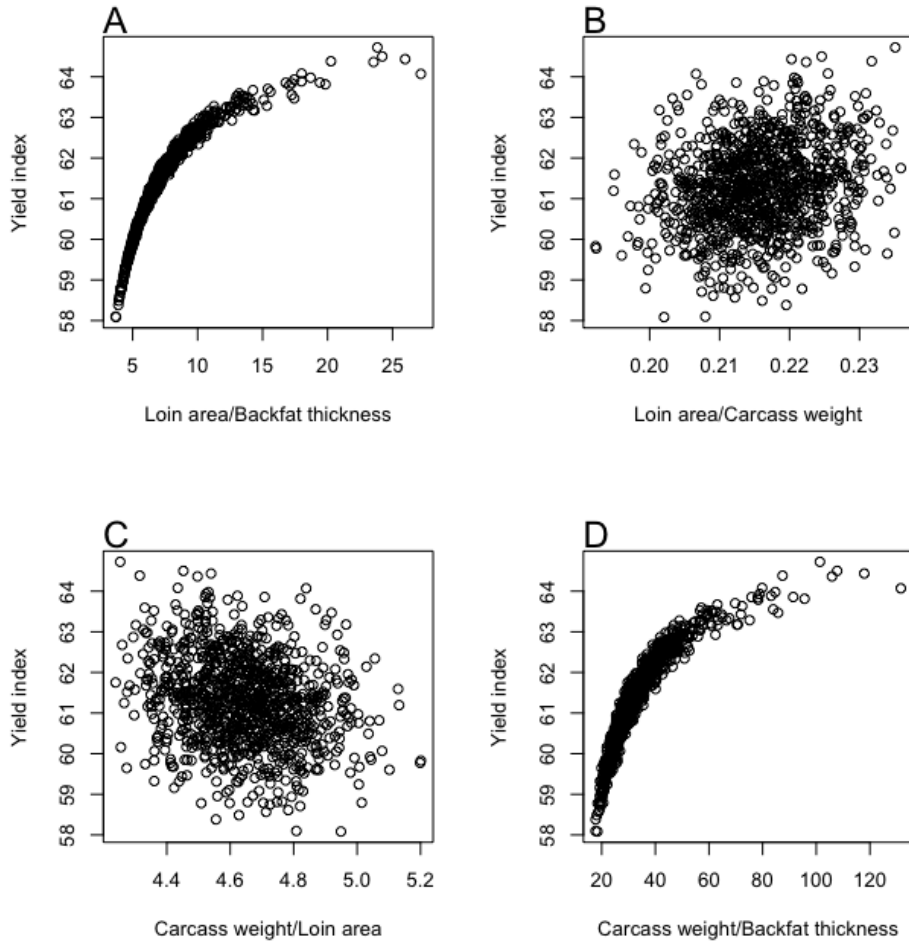 A
Yield index
58 59 60 61 62 63 64
5 10 15 20 25
Loin area/Backfat thickness
B
Yield index
58 59 60 61 62 63 64
0.20 0.21 0.22 0.23
Loin area/Carcass weight
C
Yield index
58 59 60 61 62 63 64
4.4 4.6 4.8 5.0 5.2
Carcass weight/Loin area
D
Yield index
58 59 60 61 62 63 64
20 40 60 80 100 120
Carcass weight/Backfat thickness